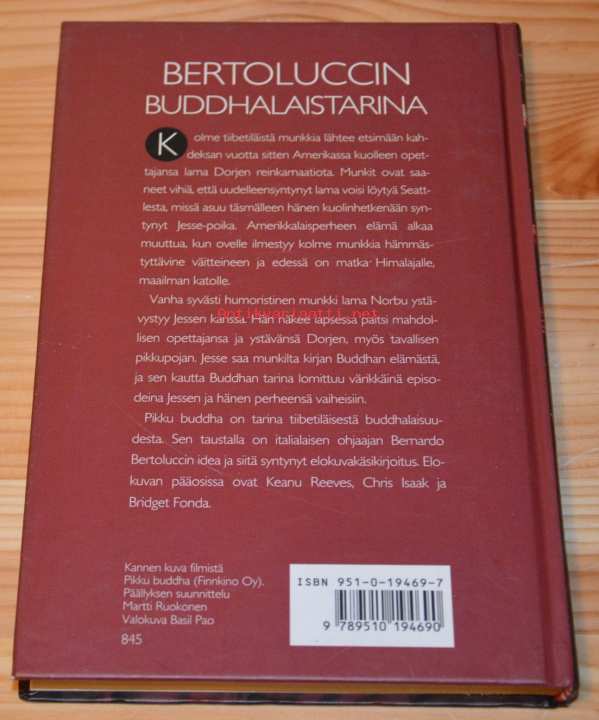 BERTOLUCCIN
BUDDHALAISTARINA
Kolme tiibetiläistä munkkia lähtee etsimään kah-
deksan vuotta sitten Amerikassa kuolleen opet-
tajansa lama Dorjen reinkarnaatiota. Munkit ovat saa-
neet vihiä, että uudelleensyntynyt lama voisi löytyä Seatt-
lesta, missä asuu täsmälleen hänen kuolinhetkenään syn-
tynyt Jesse-poika. Amerikkalaisperheen elämä alkaa
muuttua, kun ovelle ilmestyy kolme munkkia hämmäs-
tyttävine väitteineen ja edessä on matka Himalajalle,
maailman katolle.
Vanha syvästi humoristinen munkki lama Norbu ystä-
Antikvariaatti.net
vystyy Jessen kanssa. Hän näkee lapsessa paitsi mahdol-
lisen opettajansa ja ystävänsä Dorjen, myös tavallisen
pikkupojan. Jesse saa munkilta kirjan Buddhan elämästä,
ja sen kautta Buddhan tarina lomittuu värikkäinä episo-
deina Jessen ja hänen perheensä vaiheisiin.
Pikku buddha on tarina tiibetiläisestä buddhalaisuu-
desta. Sen taustalla on italialaisen ohjaajan Bernardo
Bertoluccin idea ja siitä syntynyt elokuvakäsikirjoitus. Elo-
kuvan pääosissa ovat Keanu Reeves, Chris Isaak ja
Bridget Fonda.
Kannen kuva filmistä
Pikku buddha (Finnkino Oy).
Päällyksen suunnittelu
Martti Ruokonen
Valokuva Basil Pao
845
ISBN 951-0-19469-7
9 789510 194690